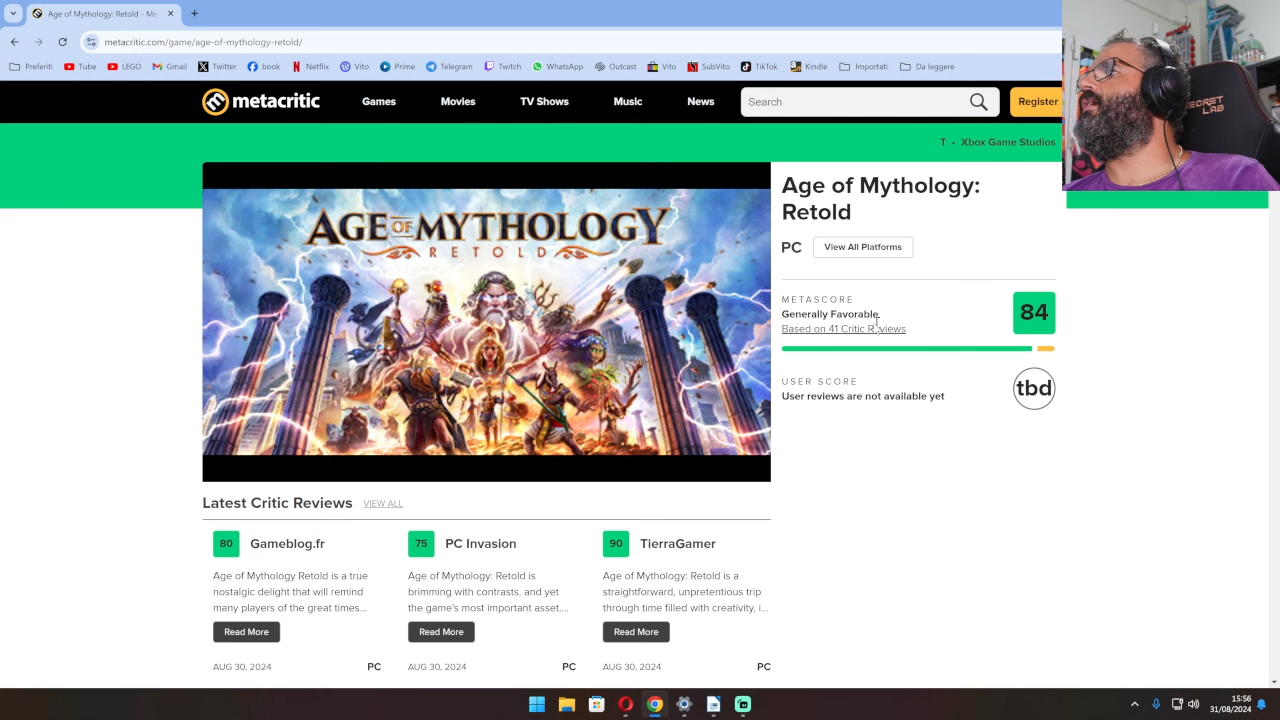 Age of Mythology: Retold - Me
metacritic.com/game/age-of-mythology-retold/
Preferiti
Tube
LEGO
Gmail
Twitter
book
Netflix
Vito
Prime
Telegram
Twitch
WhatsApp
Outcast
Vito
SubVito
TikTok
Kindle
Importati
Da leggere
metacritic
Games
Movies
TV Shows
Music
News
Search
Register
T • Xbox Game Studios
AGE OF MYTHOLOGY
RETOLD
Age of Mythology:
Retold
PC
View All Platforms
METASCORE
Generally Favorable
Based on 41 Critic Reviews
84
USER SCORE
User reviews are not available yet
tbd
Latest Critic Reviews
VIEW ALL
80 Gameblog.fr
Age of Mythology Retold is a true
nostalgic delight that will remind
many players of the great times...
Read More
AUG 30, 2024
PC
75 PC Invasion
Age of Mythology: Retold is
brimming with contrasts, and yet
the game's most important asset,...
Read More
AUG 30, 2024
PC
90 TierraGamer
Age of Mythology: Retold is a
straightforward, unpretentious trip
through time filled with creativity, i...
Read More
AUG 30, 2024
PC
SECRET
LAB
15:56
31/08/2024